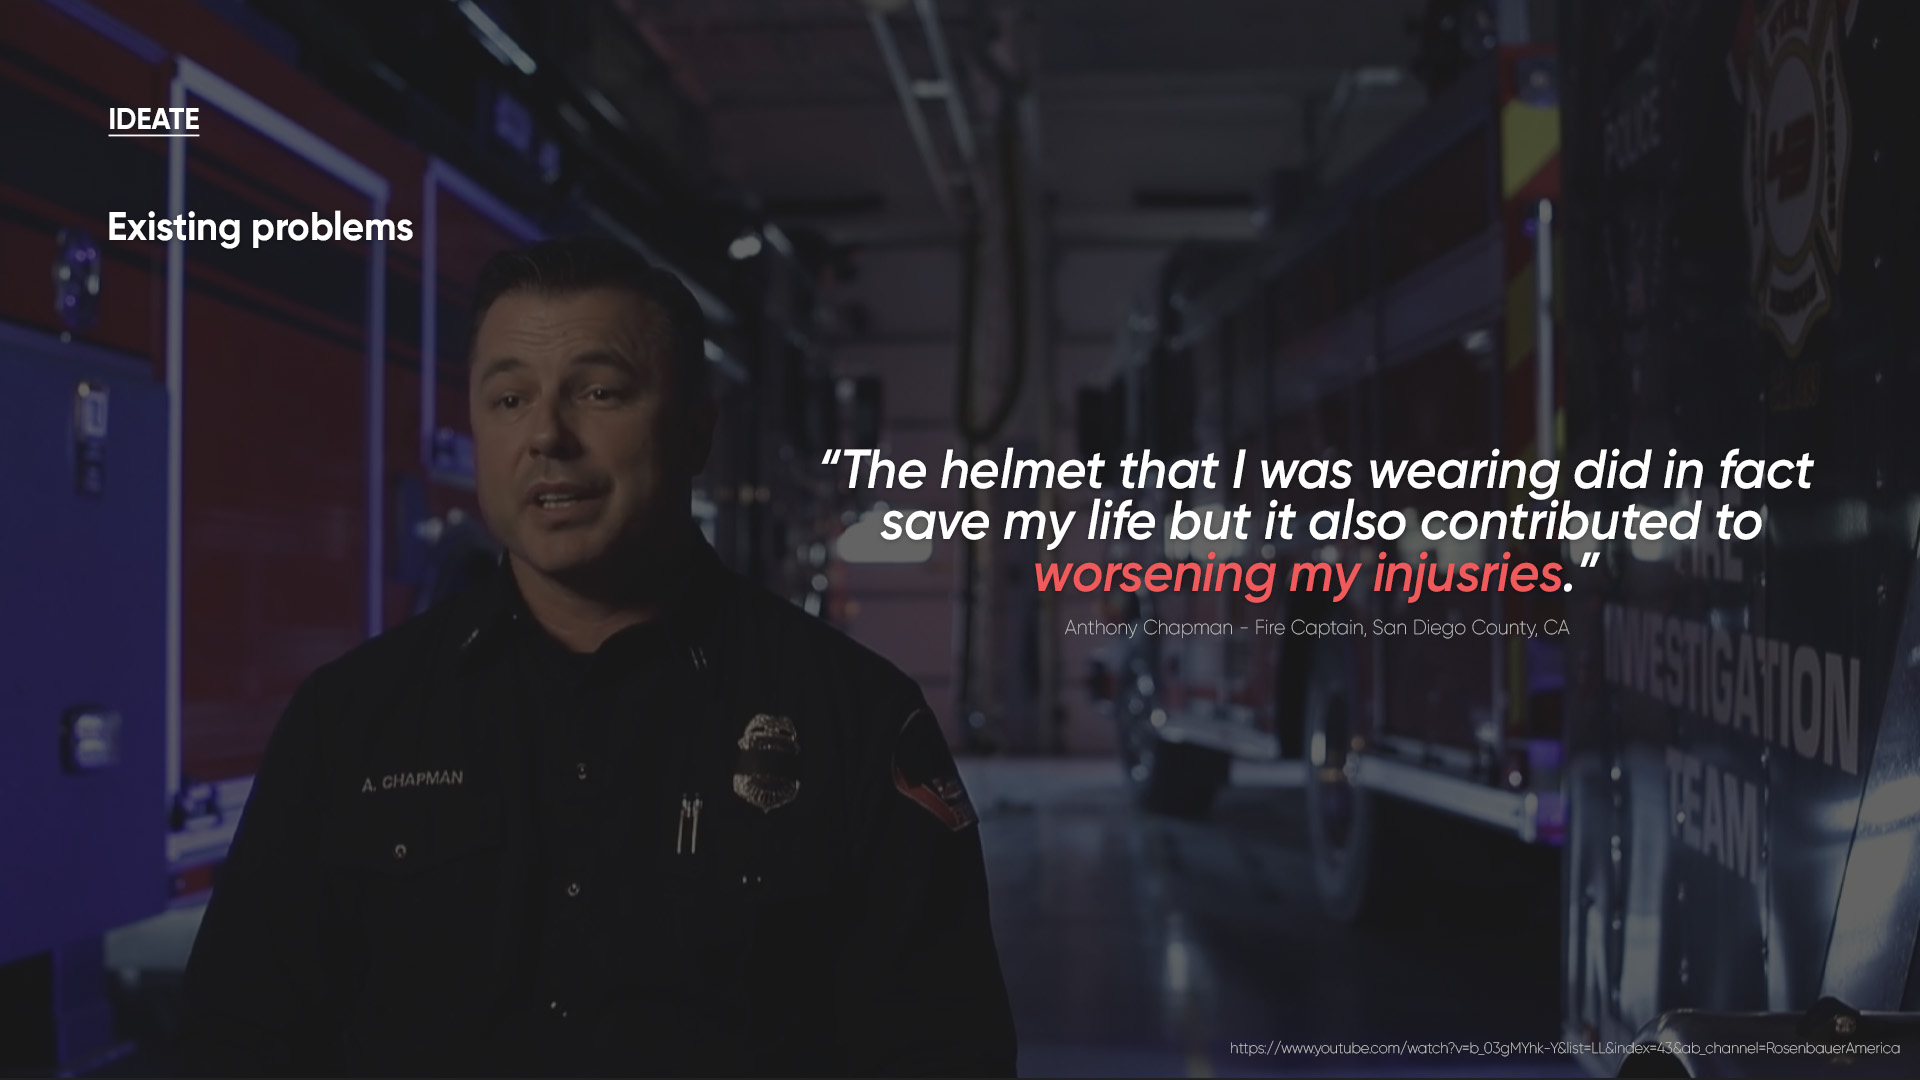 IDEATE
Existing problems
“The helmet that I was wearing did in fact
save my life but it also contributed to
worsening my injusries.”
Anthony Chapman - Fire Captain, San Diego County, CA
A. CHAPMAN
POLICE
INVESTIGATION
TEAM
https://www.youtube.com/watch?v=b_03gMYhk-Y&list=LL&index=43&ab_channel=RosenbauerAmerica